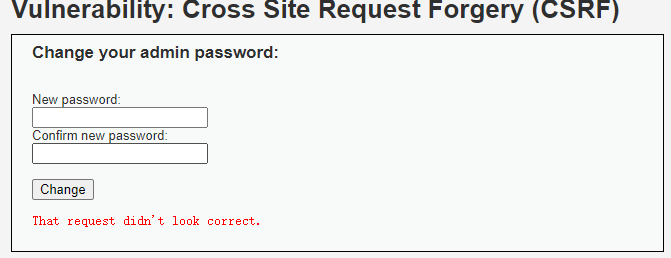 Vulnerability: Cross Site Request Forgery (CSRF)
Change your admin password:
New password:
Confirm new password:
Change
That request didn't look correct.